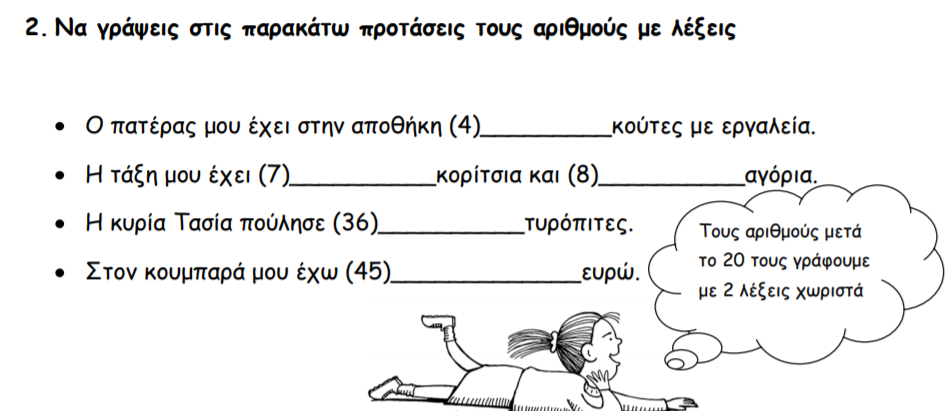 2. Να γράψεις στις παρακάτω προτάσεις τους αριθμούς με λέξεις
• Ο πατέρας μου έχει στην αποθήκη (4)__________κούτες με εργαλεία.
• Η τάξη μου έχει (7)___________κορίτσια και (8)___________αγόρια.
• Η κυρία Τασία πούλησε (36)___________τυρόπιτες.
• Στον κουμπαρά μου έχω (45)______________ευρώ.
Τους αριθμούς μετά
το 20 τους γράφουμε
με 2 λέξεις χωριστά